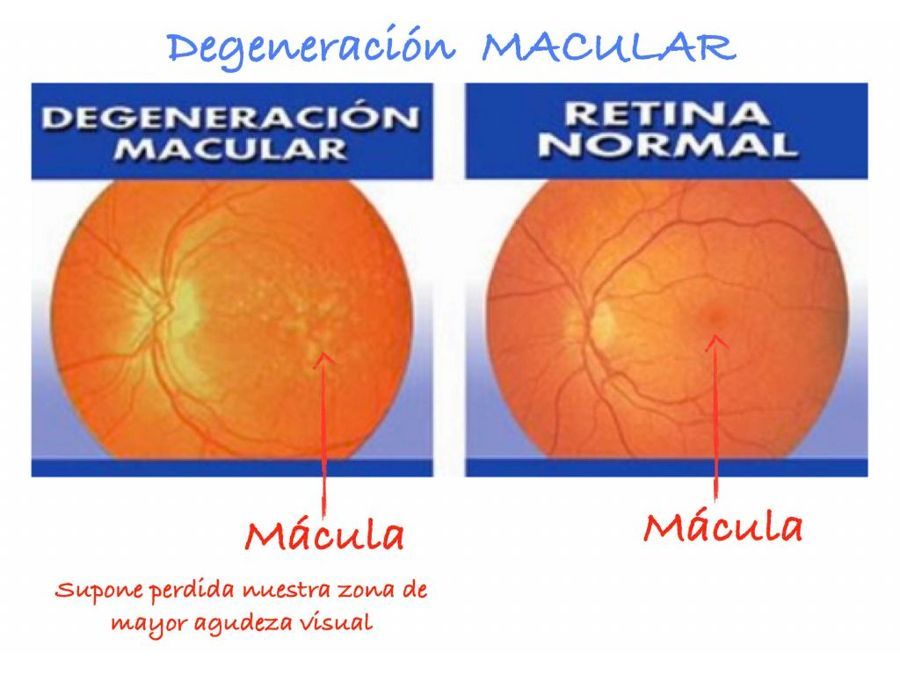 Degeneración MACULAR
DEGENERACIÓN
MACULAR
RETINA
NORMAL
Mácula
Supone perdida nuestra zona de
mayor agudeza visual
Mácula